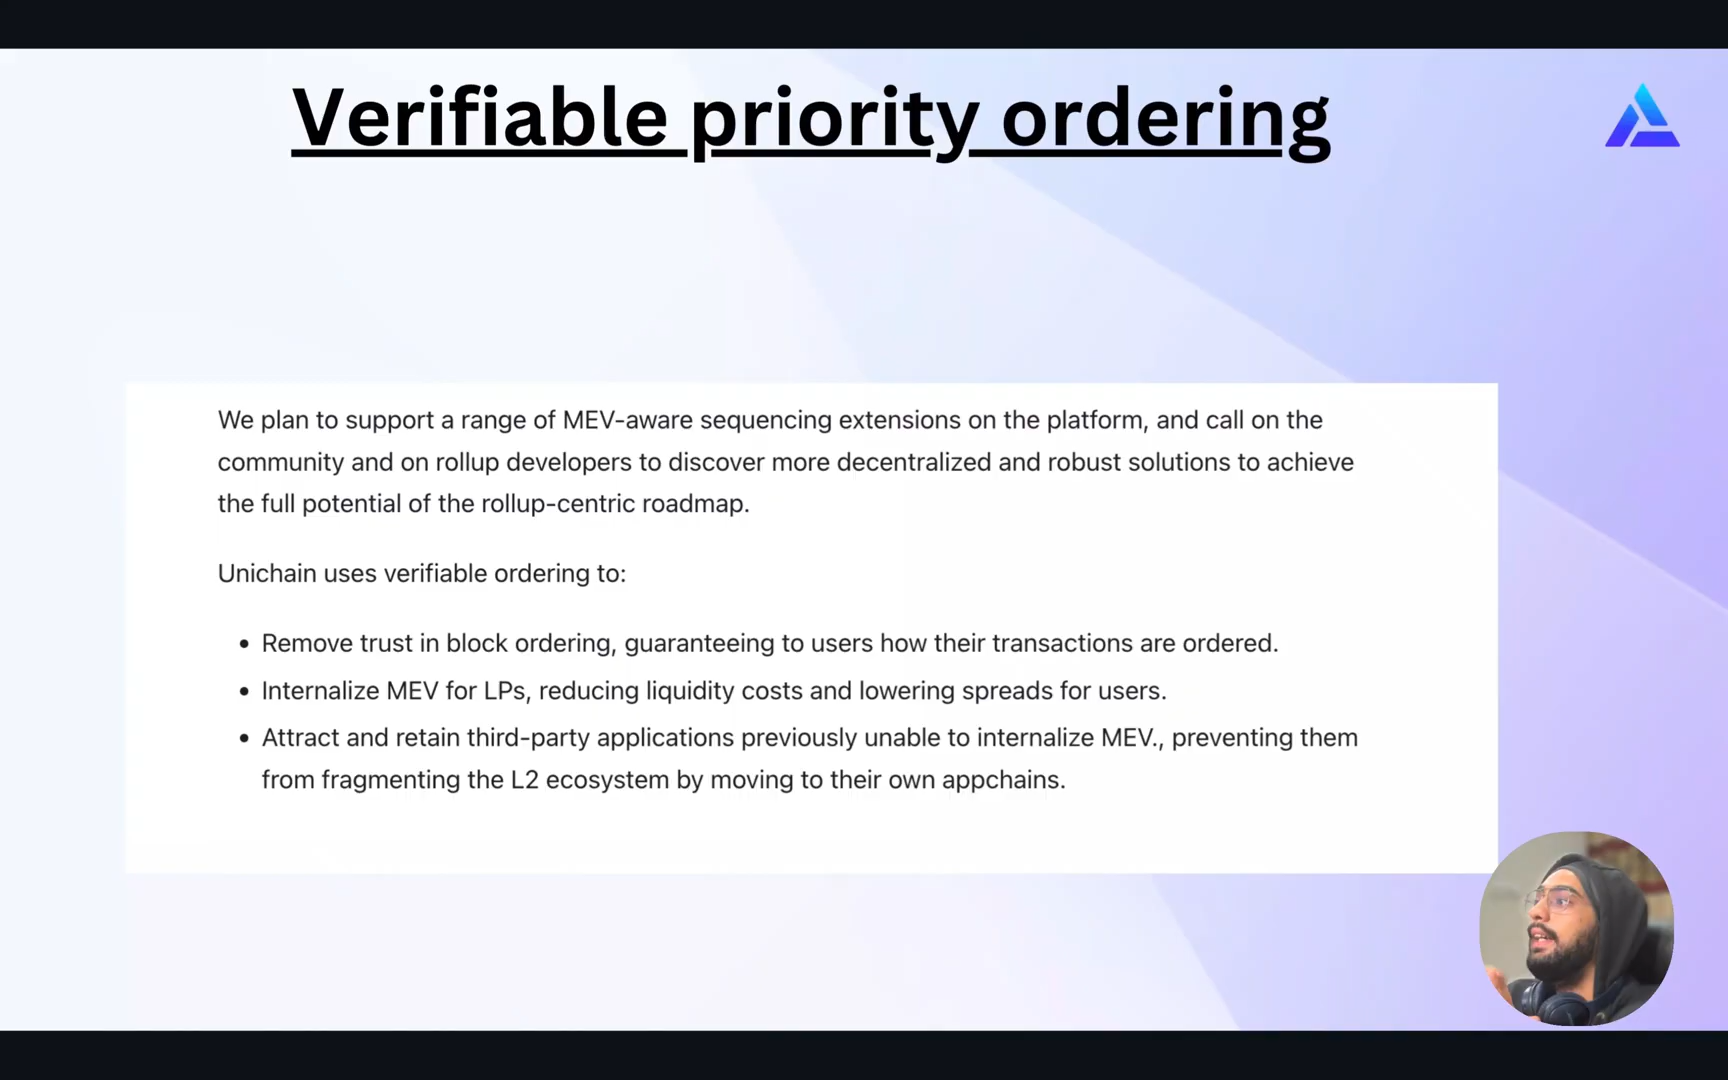 Verifiable priority ordering
We plan to support a range of MEV-aware sequencing extensions on the platform, and call on the
community and on rollup developers to discover more decentralized and robust solutions to achieve
the full potential of the rollup-centric roadmap.
Unichain uses verifiable ordering to:
• Remove trust in block ordering, guaranteeing to users how their transactions are ordered.
• Internalize MEV for LPs, reducing liquidity costs and lowering spreads for users.
• Attract and retain third-party applications previously unable to internalize MEV., preventing them
from fragmenting the L2 ecosystem by moving to their own appchains.